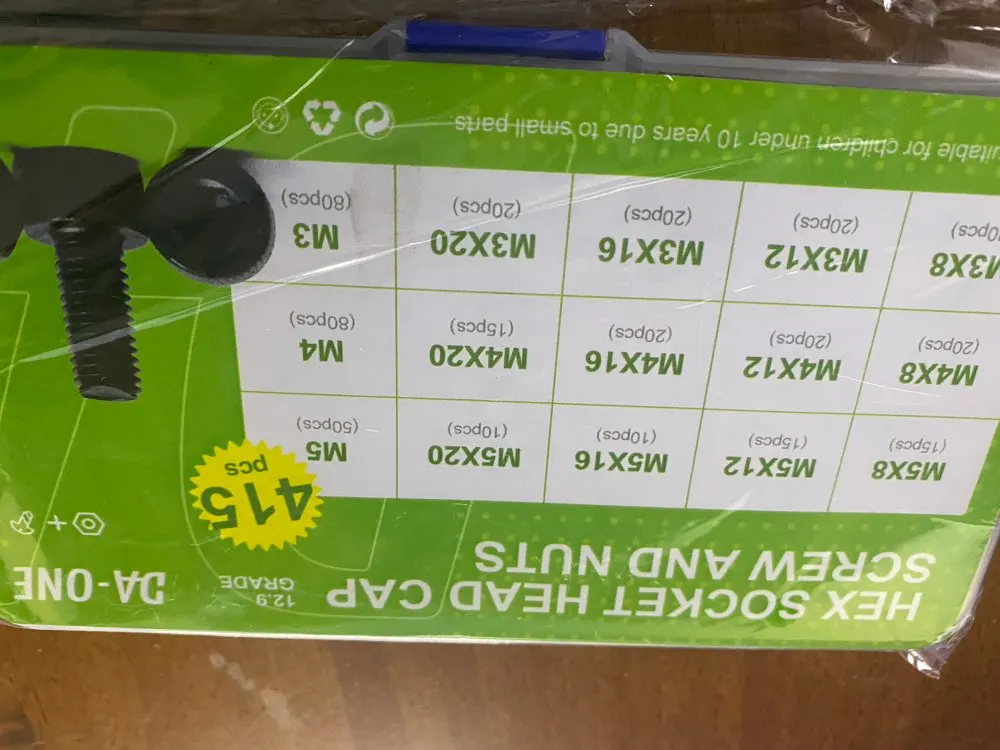 HEX SOCKET HEAD CAP
SCREW AND NUTS
12.9
GRADE
DA-ONE
415
pcs
M5X8 M5X12 M5X16 M5X20 M5
(15pcs) (15pcs) (10pcs) (10pcs) (50pcs)
M4X8 M4X12 M4X16 M4X20 M4
(20pcs) (20pcs) (20pcs) (15pcs) (80pcs)
M3X8 M3X12 M3X16 M3X20 M3
0pcs) (20pcs) (20pcs) (20pcs) (80pcs)
uitable for children under 10 years due to small parts.